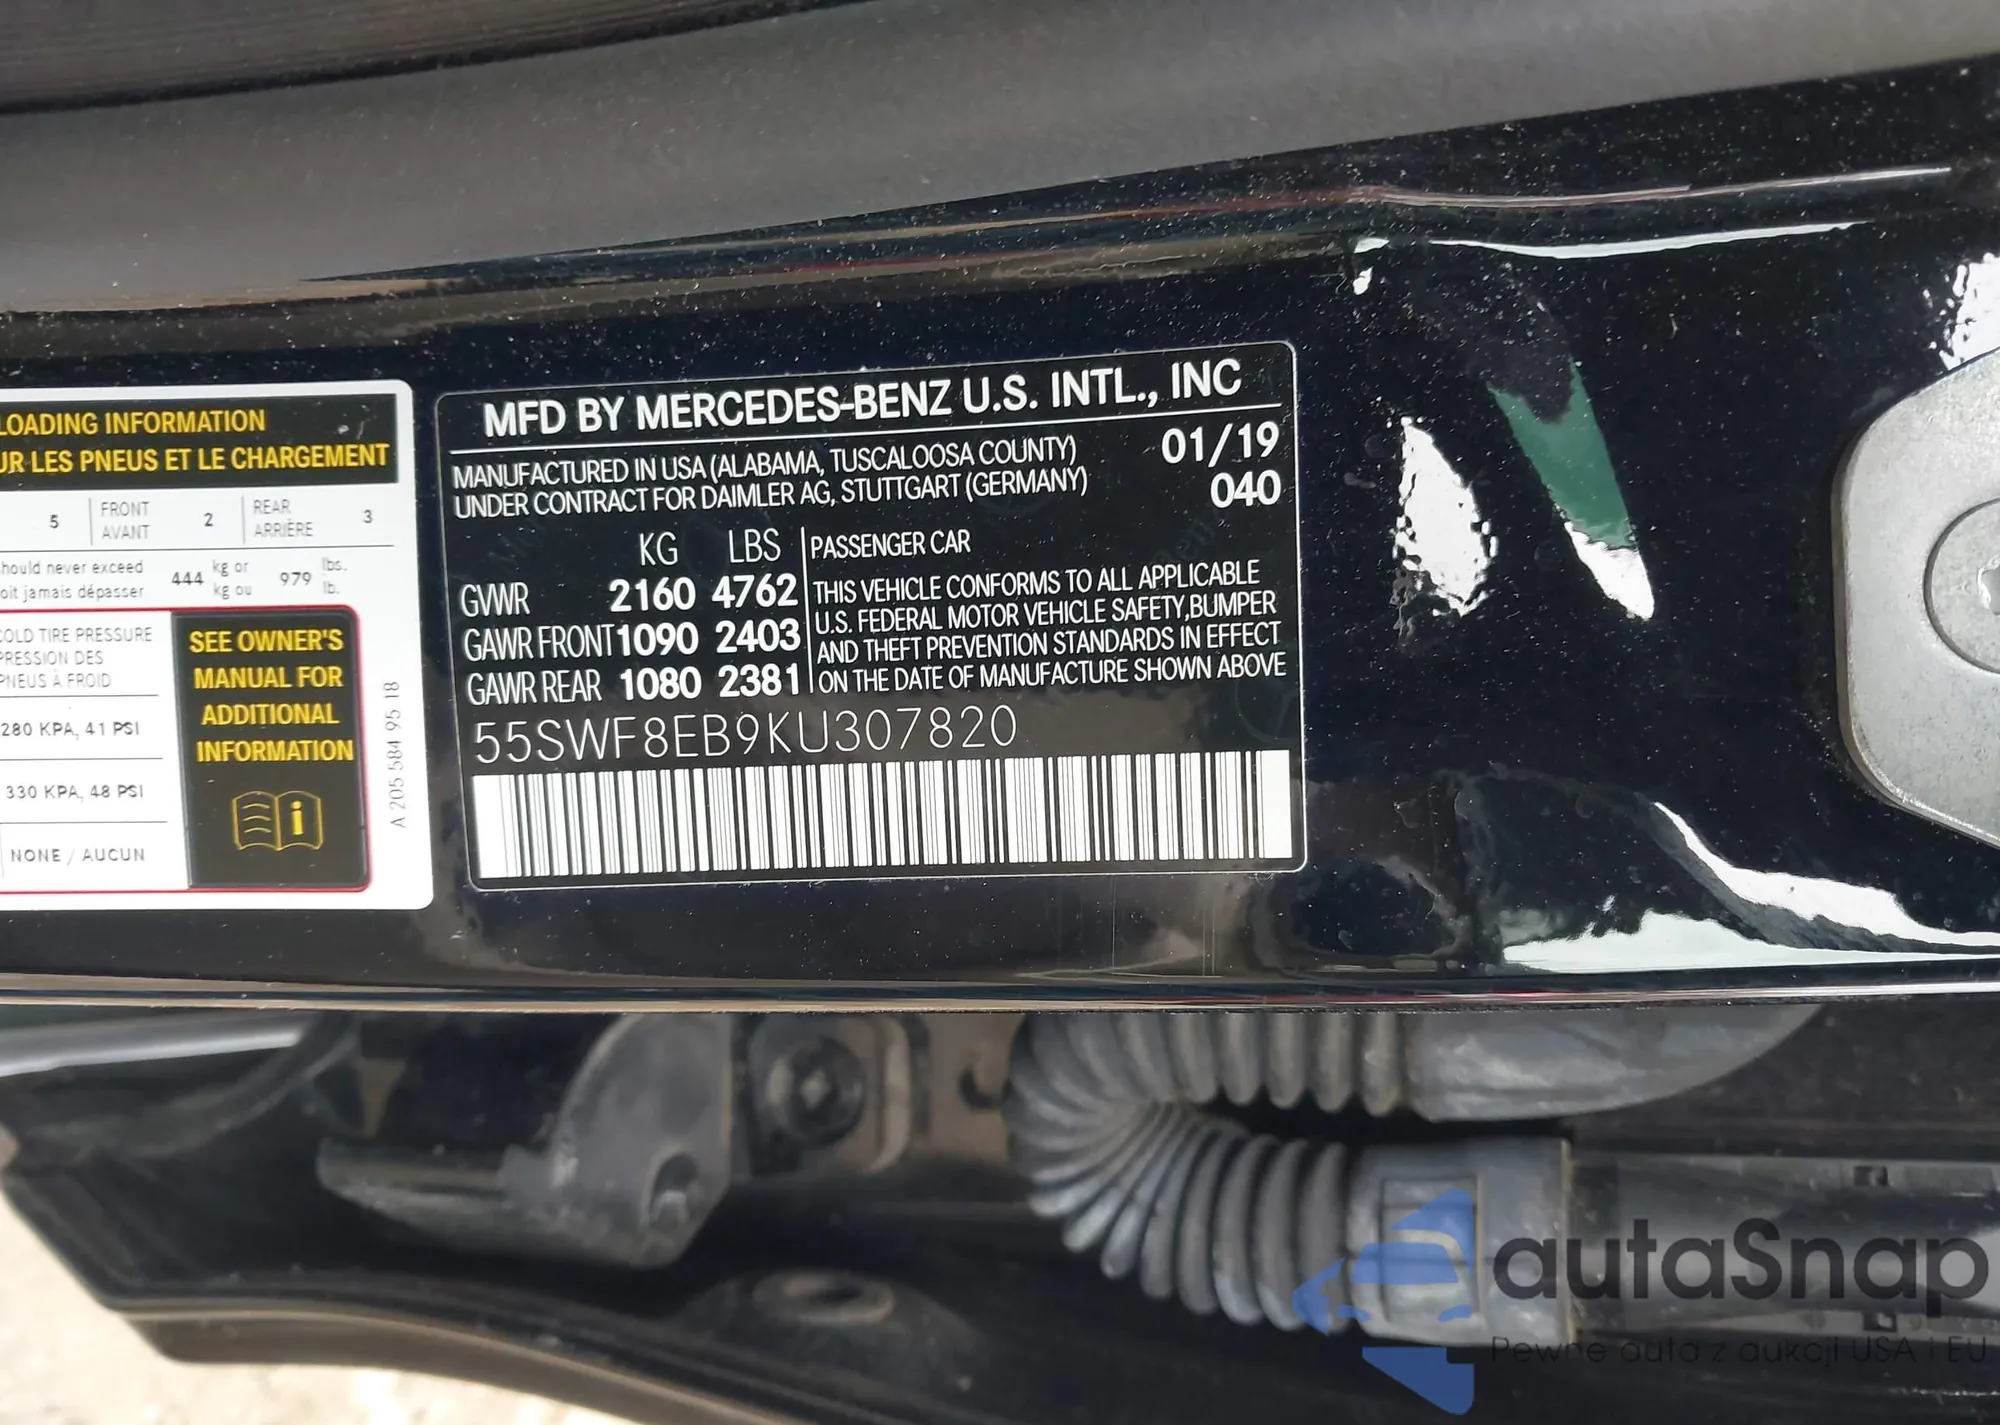 LOADING INFORMATION
UR LES PNEUS ET LE CHARGEMENT
5 FRONT AVANT 2 REAR ARRIÈRE 3
hould never exceed
oit jamais dépasser
444 kg or kg ou 979 lbs. lb.
COLD TIRE PRESSURE
PRESSION DES
PNEUS À FROID
280 KPA, 41 PSI
330 KPA, 48 PSI
NONE / AUCUN
SEE OWNER'S
MANUAL FOR
ADDITIONAL
INFORMATION
A 205 584 95 18
MFD BY MERCEDES-BENZ U.S. INTL., INC
MANUFACTURED IN USA (ALABAMA, TUSCALOOSA COUNTY) 01/19
UNDER CONTRACT FOR DAIMLER AG, STUTTGART (GERMANY) 040
KG LBS
GVWR 2160 4762
GAWR FRONT 1090 2403
GAWR REAR 1080 2381
PASSENGER CAR
THIS VEHICLE CONFORMS TO ALL APPLICABLE
U.S. FEDERAL MOTOR VEHICLE SAFETY,BUMPER
AND THEFT PREVENTION STANDARDS IN EFFECT
ON THE DATE OF MANUFACTURE SHOWN ABOVE
55SWF8EB9KU307820
autaSnap
Pewne auta z aukcji USA i EU